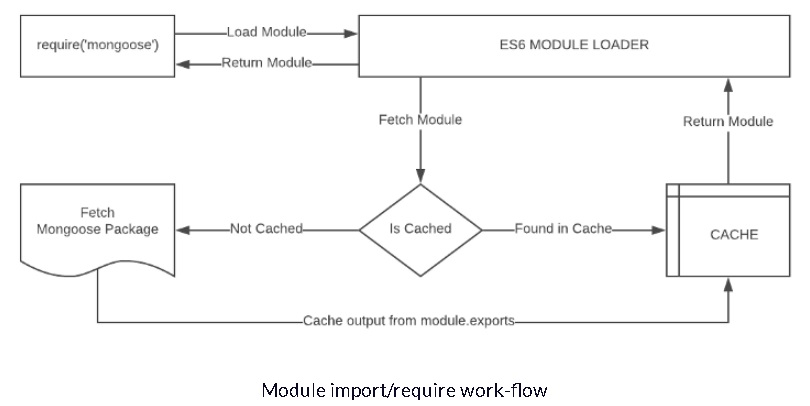 require('mongoose')
Load Module
Return Module
ES6 MODULE LOADER
Fetch Module
Return Module
Fetch
Mongoose Package
Not Cached
Is Cached
Found in Cache
CACHE
Cache output from module.exports
Module import/require work-flow